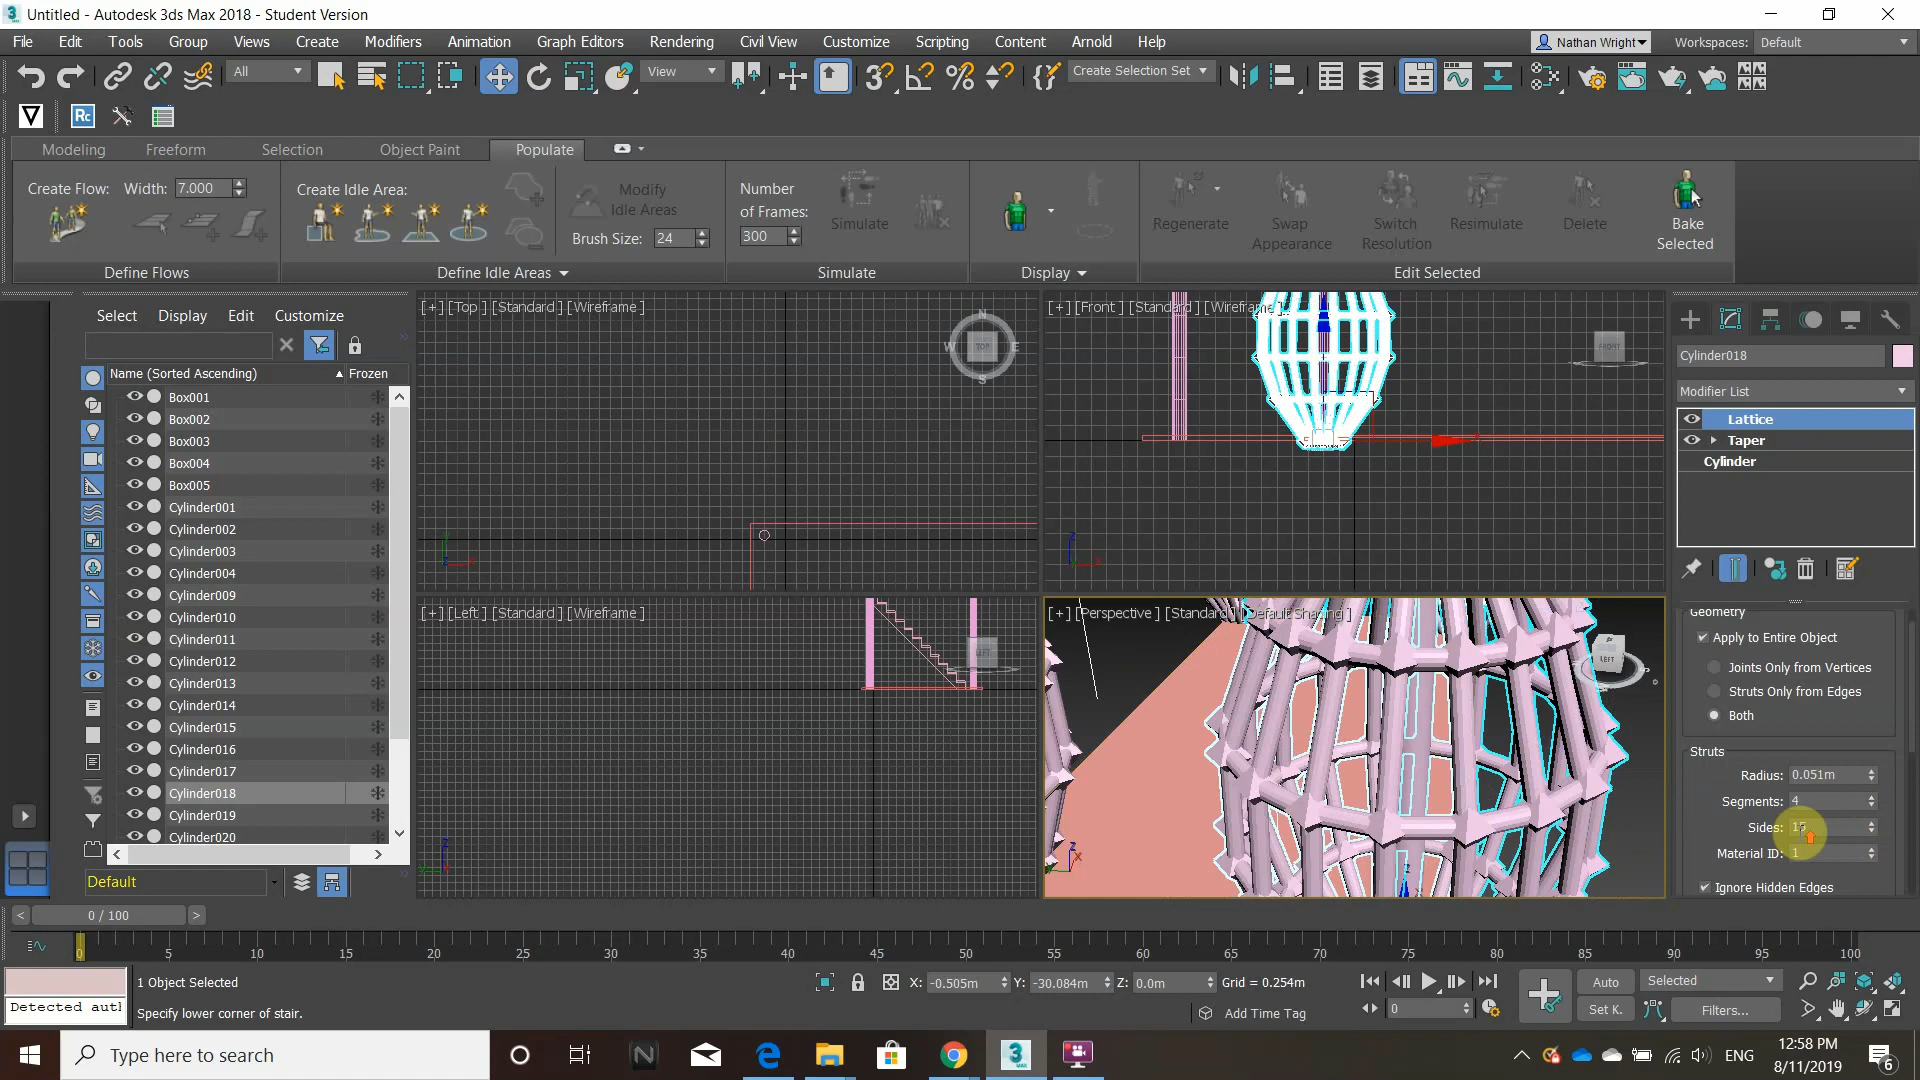 Untitled - Autodesk 3ds Max 2018 - Student Version
File Edit Tools Group Views Create Modifiers Animation Graph Editors Rendering Civil View Customize Scripting Content Arnold Help
Nathan Wright
Workspaces: Default
All
View
Create Selection Set
Rc
Modeling Freeform Selection Object Paint Populate
Create Flow: Width: 7.000
Create Idle Area:
Modify
Idle Areas
Brush Size: 24
Number
of Frames:
300
Simulate
Regenerate
Swap
Appearance
Switch
Resolution
Resimulate
Delete
Bake
Selected
Define Flows
Define Idle Areas
Simulate
Display
Edit Selected
Select Display Edit Customize
Name (Sorted Ascending) Frozen
Box001
Box002
Box003
Box004
Box005
Cylinder001
Cylinder002
Cylinder003
Cylinder004
Cylinder009
Cylinder010
Cylinder011
Cylinder012
Cylinder013
Cylinder014
Cylinder015
Cylinder016
Cylinder017
Cylinder018
Cylinder019
Cylinder020
Default
[+] [Top ] [Standard ] [Wireframe ]
N
W
TOP
E
S
[+] [Front ] [Standard ] [Wireframe ]
FRONT
[+] [Left ] [Standard ] [Wireframe ]
LEFT
[+] [Perspective ] [Standard ] [Default Shading ]
LEFT
Cylinder018
Modifier List
Lattice
Taper
Cylinder
Geometry
Apply to Entire Object
Joints Only from Vertices
Struts Only from Edges
Both
Struts
Radius: 0.051m
Segments: 4
Sides:
Material ID: 1
Ignore Hidden Edges
0 / 100
0 5 10 15 20 25 30 35 40 45 50 55 60 65 70 75 80 85 90 95 100
1 Object Selected
X: -0.505m Y: -30.084m Z: 0.0m Grid = 0.254m
Auto
Selected
Detected auth
Specify lower corner of stair.
Add Time Tag
0
Set K.
Filters...
Type here to search
ENG
12:58 PM
8/11/2019
6